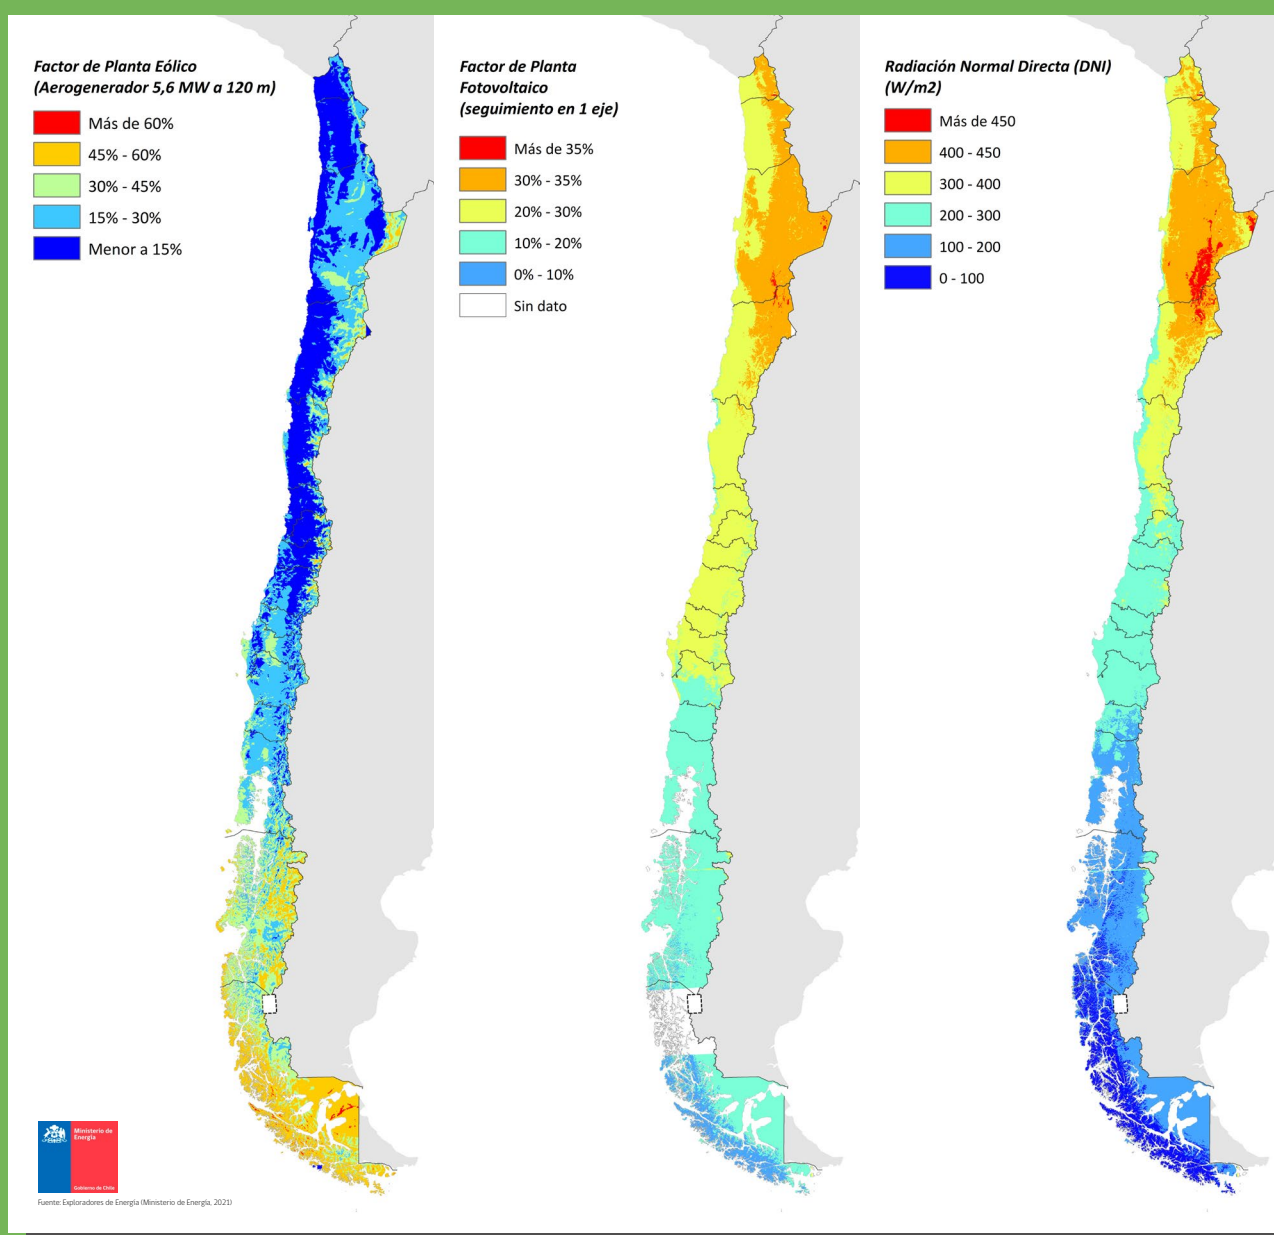 Factor de Planta Eólico
(Aerogenerador 5,6 MW a 120 m)
Más de 60%
45% - 60%
30% - 45%
15% - 30%
Menor a 15%
Factor de Planta
Fotovoltaico
(seguimiento en 1 eje)
Más de 35%
30% - 35%
20% - 30%
10% - 20%
0% - 10%
Sin dato
Radiación Normal Directa (DNI)
(W/m2)
Más de 450
400 - 450
300 - 400
200 - 300
100 - 200
0 - 100
Ministerio de
Energía
Gobierno de Chile
Fuente: Exploradores de Energía (Ministerio de Energía, 2021)